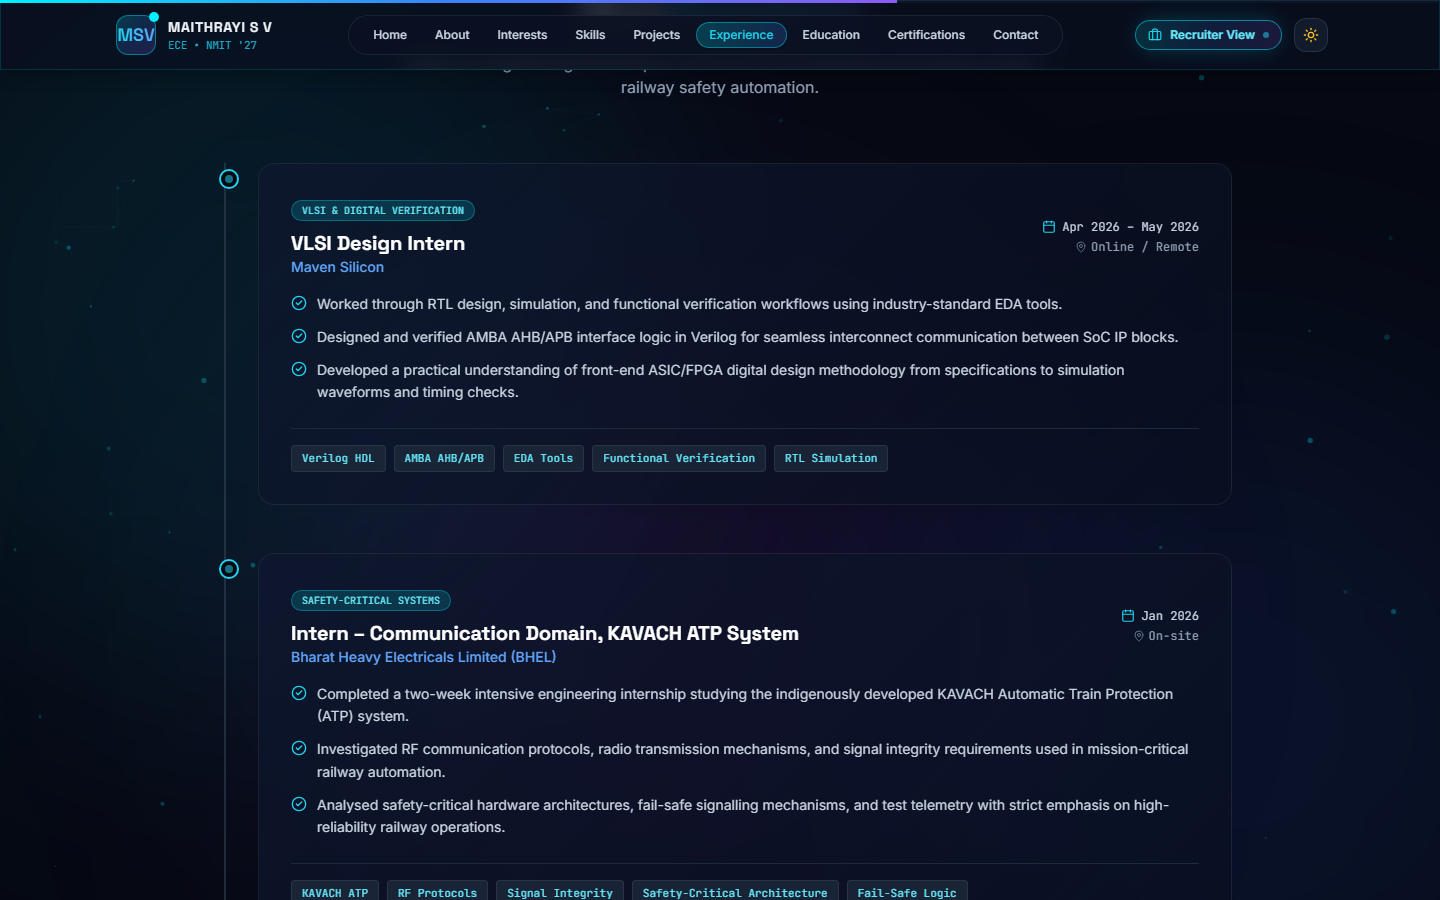 MSV
MAITHRAYI S V
ECE • NMIT '27
Home
About
Interests
Skills
Projects
Experience
Education
Certifications
Contact
Recruiter View
railway safety automation.
VLSI & DIGITAL VERIFICATION
VLSI Design Intern
Maven Silicon
Apr 2026 – May 2026
Online / Remote
Worked through RTL design, simulation, and functional verification workflows using industry-standard EDA tools.
Designed and verified AMBA AHB/APB interface logic in Verilog for seamless interconnect communication between SoC IP blocks.
Developed a practical understanding of front-end ASIC/FPGA digital design methodology from specifications to simulation
waveforms and timing checks.
Verilog HDL
AMBA AHB/APB
EDA Tools
Functional Verification
RTL Simulation
SAFETY-CRITICAL SYSTEMS
Intern – Communication Domain, KAVACH ATP System
Bharat Heavy Electricals Limited (BHEL)
Jan 2026
On-site
Completed a two-week intensive engineering internship studying the indigenously developed KAVACH Automatic Train Protection
(ATP) system.
Investigated RF communication protocols, radio transmission mechanisms, and signal integrity requirements used in mission-critical
railway automation.
Analysed safety-critical hardware architectures, fail-safe signalling mechanisms, and test telemetry with strict emphasis on high-
reliability railway operations.
KAVACH ATP
RF Protocols
Signal Integrity
Safety-Critical Architecture
Fail-Safe Logic